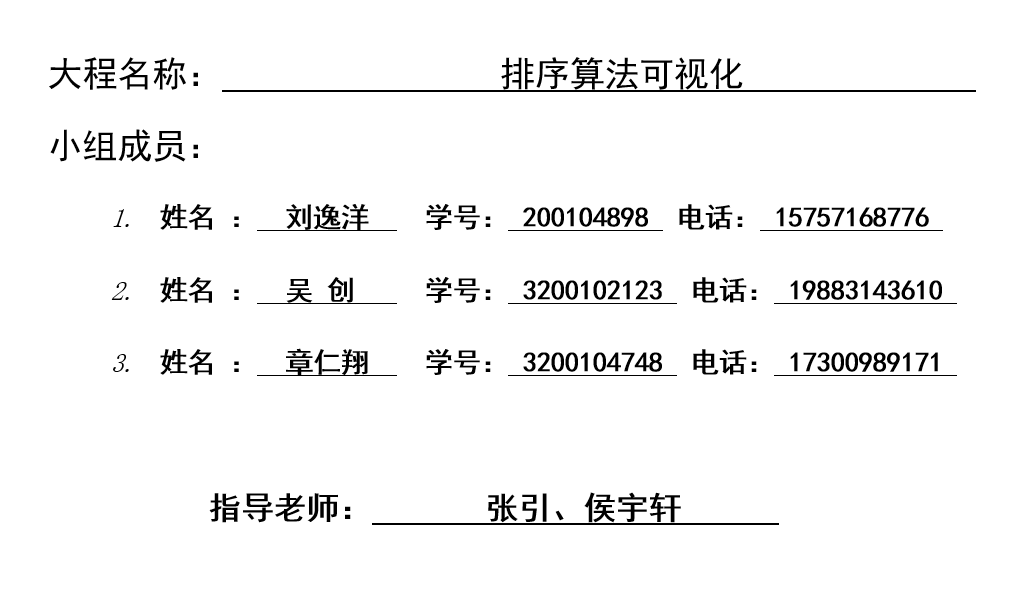 大程名称：排序算法可视化
小组成员：
1. 姓名 ： 刘逸洋 学号： 200104898 电话： 15757168776
2. 姓名 ： 吴 创 学号： 3200102123 电话： 19883143610
3. 姓名 ： 章仁翔 学号： 3200104748 电话： 17300989171
指导老师： 张引、侯宇轩